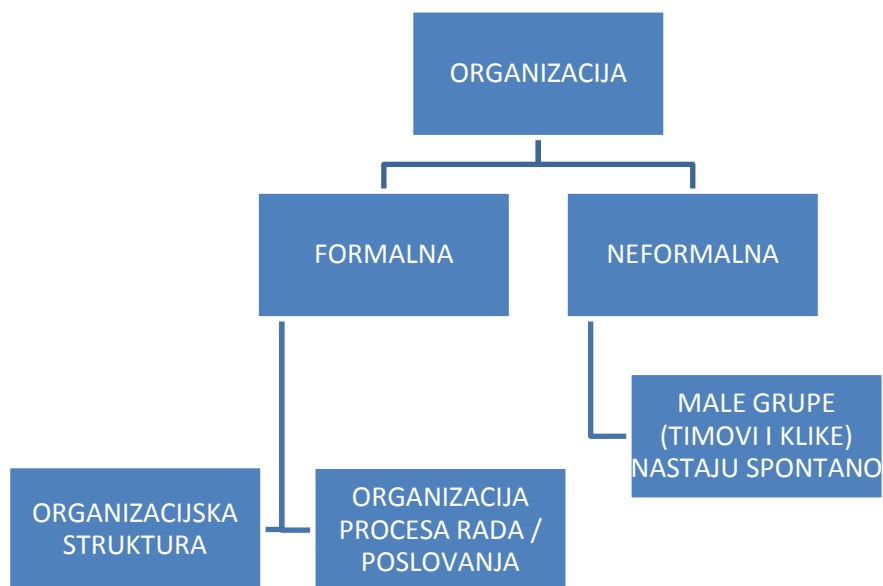 ORGANIZACIJA
FORMALNA
NEFORMALNA
MALE GRUPE
(TIMOVI I KLIKE)
NASTAJU SPONTANO
ORGANIZACIJSKA
STRUKTURA
ORGANIZACIJA
PROCESA RADA /
POSLOVANJA